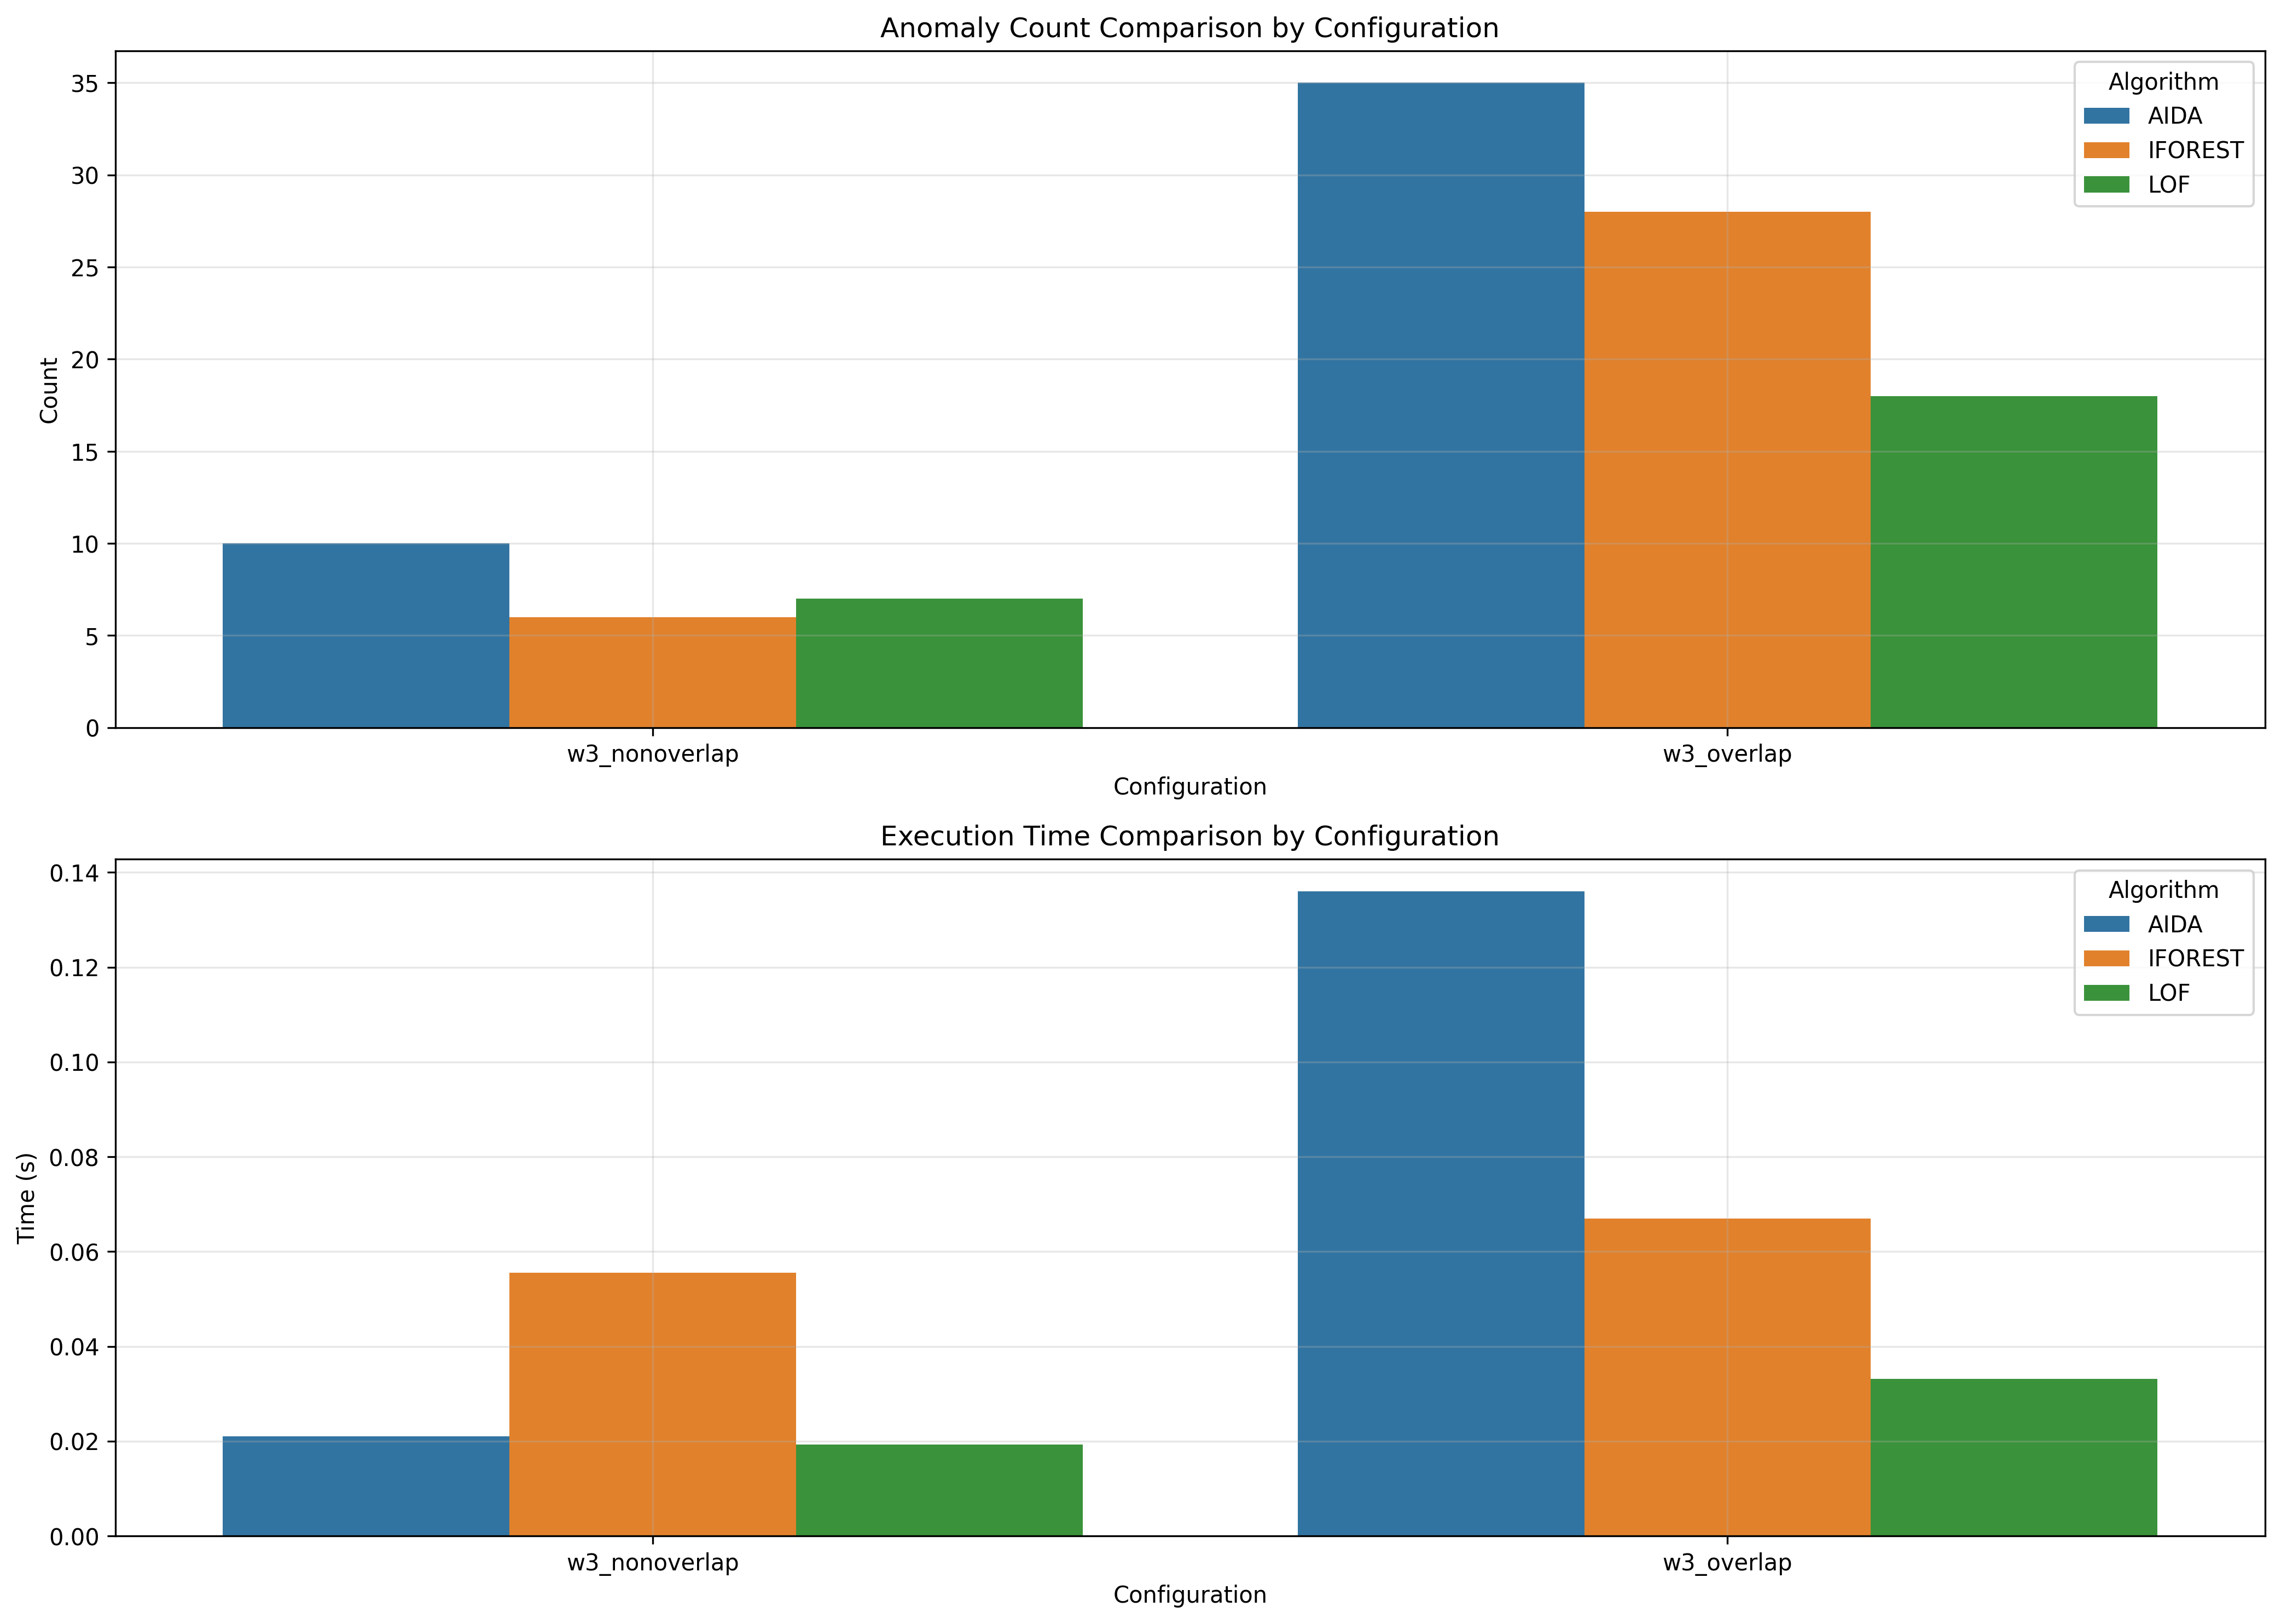 Anomaly Count Comparison by Configuration
35
30
25
20
15
10
5
0
Count
Algorithm
AIDA
IFOREST
LOF
w3_nonoverlap
w3_overlap
Configuration
Execution Time Comparison by Configuration
0.14
0.12
0.10
0.08
0.06
0.04
0.02
0.00
Time (s)
Algorithm
AIDA
IFOREST
LOF
w3_nonoverlap
w3_overlap
Configuration